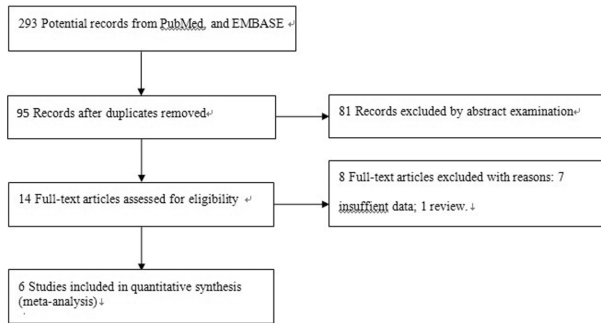 293 Potential records from PubMed, and EMBASE
95 Records after duplicates removed
81 Records excluded by abstract examination
14 Full-text articles assessed for eligibility
8 Full-text articles excluded with reasons: 7
insuffient data; 1 review.
6 Studies included in quantitative synthesis
(meta-analysis)